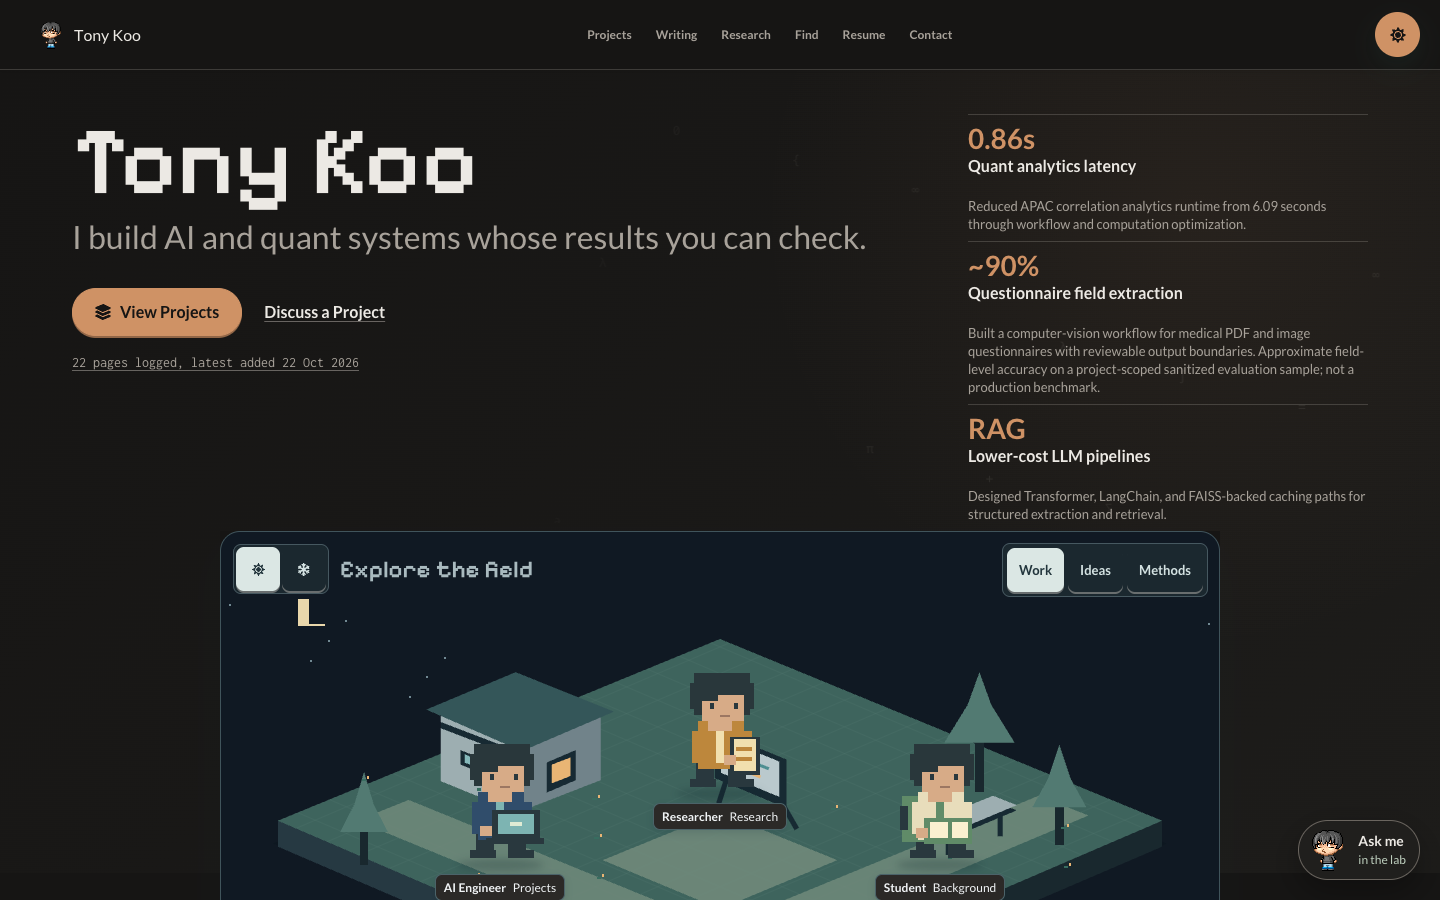 Tony Koo
Projects Writing Research Find Resume Contact
Tony Koo
I build AI and quant systems whose results you can check.
View Projects
Discuss a Project
22 pages logged, latest added 22 Oct 2026
0.86s
Quant analytics latency
Reduced APAC correlation analytics runtime from 6.09 seconds
through workflow and computation optimization.
~90%
Questionnaire field extraction
Built a computer-vision workflow for medical PDF and image
questionnaires with reviewable output boundaries. Approximate field-
level accuracy on a project-scoped sanitized evaluation sample; not a
production benchmark.
RAG
Lower-cost LLM pipelines
Designed Transformer, LangChain, and FAISS-backed caching paths for
structured extraction and retrieval.
Explore the field
Work Ideas Methods
Researcher Research
AI Engineer Projects
Student Background
Ask me
in the lab